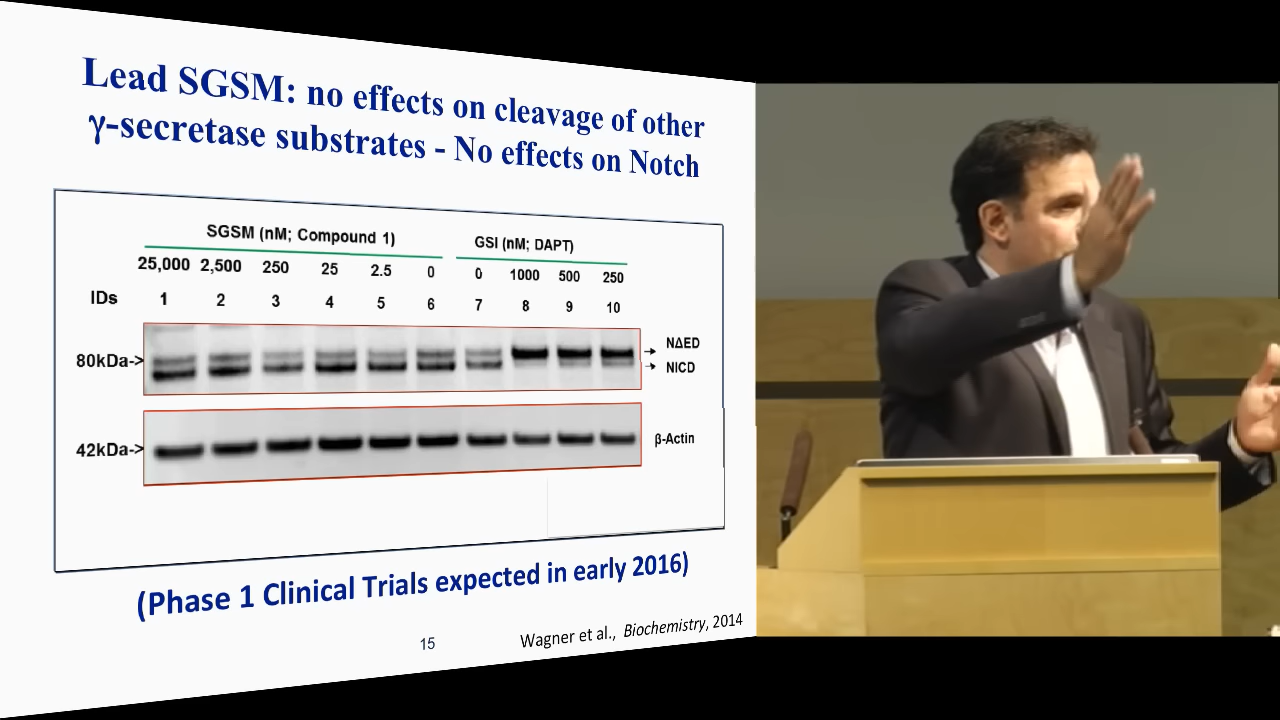 Lead SGSM: no effects on cleavage of other
γ-secretase substrates - No effects on Notch
SGSM (nM; Compound 1) GSI (nM; DAPT)
25,000 2,500 250 25 2.5 0 0 1000 500 250
IDs 1 2 3 4 5 6 7 8 9 10
80kDa-> NΔED
NICD
42kDa-> β-Actin
(Phase 1 Clinical Trials expected in early 2016)
15 Wagner et al., Biochemistry, 2014